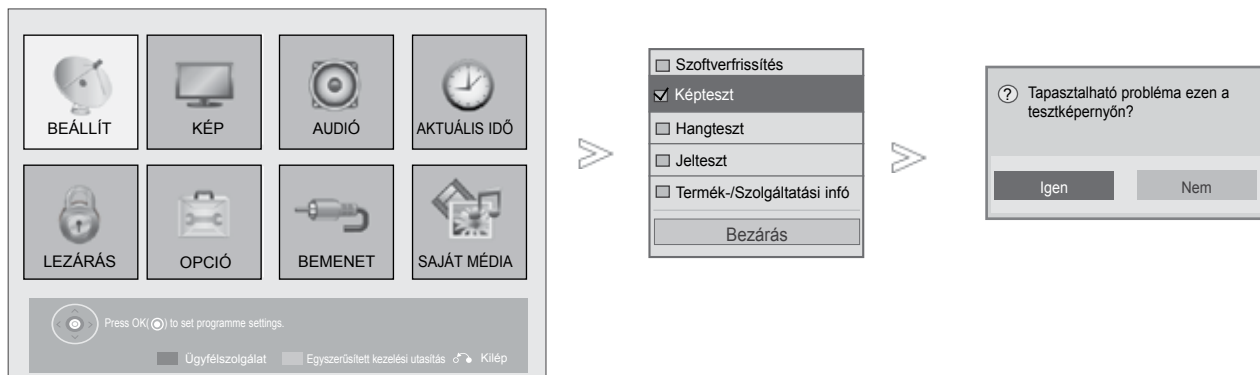 BEÁLLÍT
KÉP
AUDIÓ
AKTUÁLIS IDŐ
LEZÁRÁS
OPCIÓ
BEMENET
SAJÁT MÉDIA
Press OK( ) to set programme settings.
Ügyfélszolgálat Egyszerűsített kezelési utasítás Kilép
Szoftverfrissítés
Képteszt
Hangteszt
Jelteszt
Termék-/Szolgáltatási infó
Bezárás
? Tapasztalható probléma ezen a
tesztképernyőn?
Igen
Nem